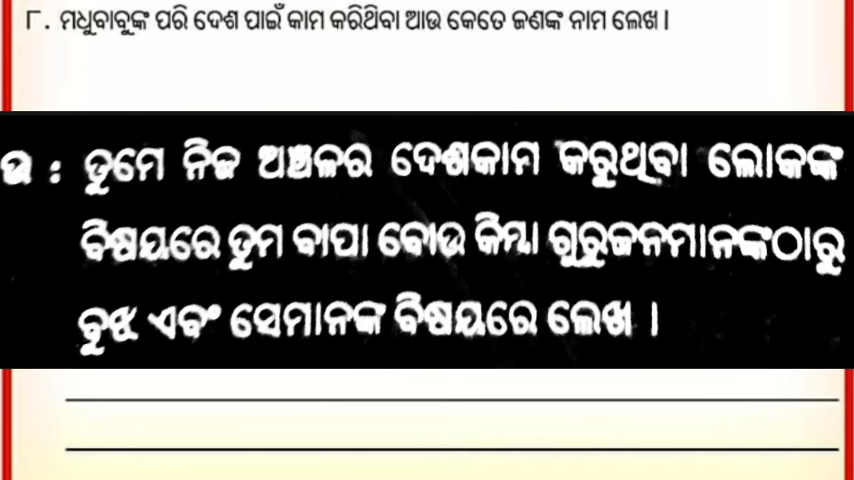 ୮. ମଧୁବାବୁଙ୍କ ପରି ଦେଶ ପାଇଁ କାମ କରିଥିବା ଆଉ କେତେ ଜଣଙ୍କ ନାମ ଲେଖ।
ଉ : ତୁମେ ନିଜ ଅଞ୍ଚଳର ଦେଶକାମ କରୁଥିବା ଲୋକଙ୍କ
ବିଷୟରେ ତୁମ ବାପା ବୋଉ କିମ୍ବା ଗୁରୁଜନମାନଙ୍କଠାରୁ
ବୁଝ ଏବଂ ସେମାନଙ୍କ ବିଷୟରେ ଲେଖ ।